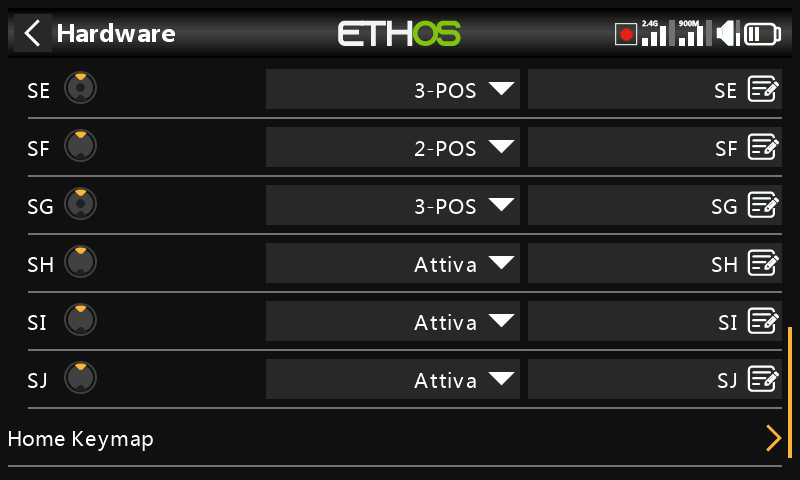 Hardware ETHOS 2.4G 900M
SE 3-POS SE
SF 2-POS SF
SG 3-POS SG
SH Attiva SH
SI Attiva SI
SJ Attiva SJ
Home Keymap